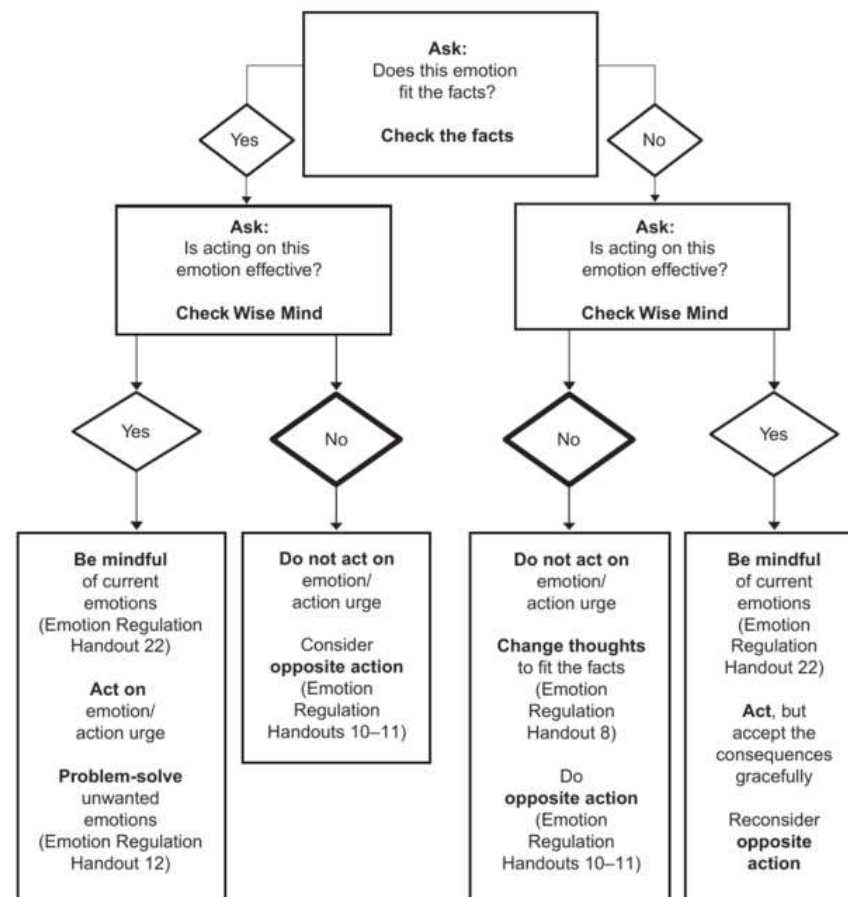 Ask:
Does this emotion
fit the facts?
Check the facts
Yes
No
Ask:
Is acting on this
emotion effective?
Check Wise Mind
Ask:
Is acting on this
emotion effective?
Check Wise Mind
Yes
No
No
Yes
Be mindful
of current
emotions
(Emotion Regulation
Handout 22)
Act on
emotion/
action urge
Problem-solve
unwanted
emotions
(Emotion Regulation
Handout 12)
Do not act on
emotion/
action urge
Consider
opposite action
(Emotion
Regulation
Handouts 10–11)
Do not act on
emotion/
action urge
Change thoughts
to fit the facts
(Emotion
Regulation
Handout 8)
Do
opposite action
(Emotion
Regulation
Handouts 10–11)
Be mindful
of current
emotions
(Emotion
Regulation
Handout 22)
Act, but
accept the
consequences
gracefully
Reconsider
opposite
action